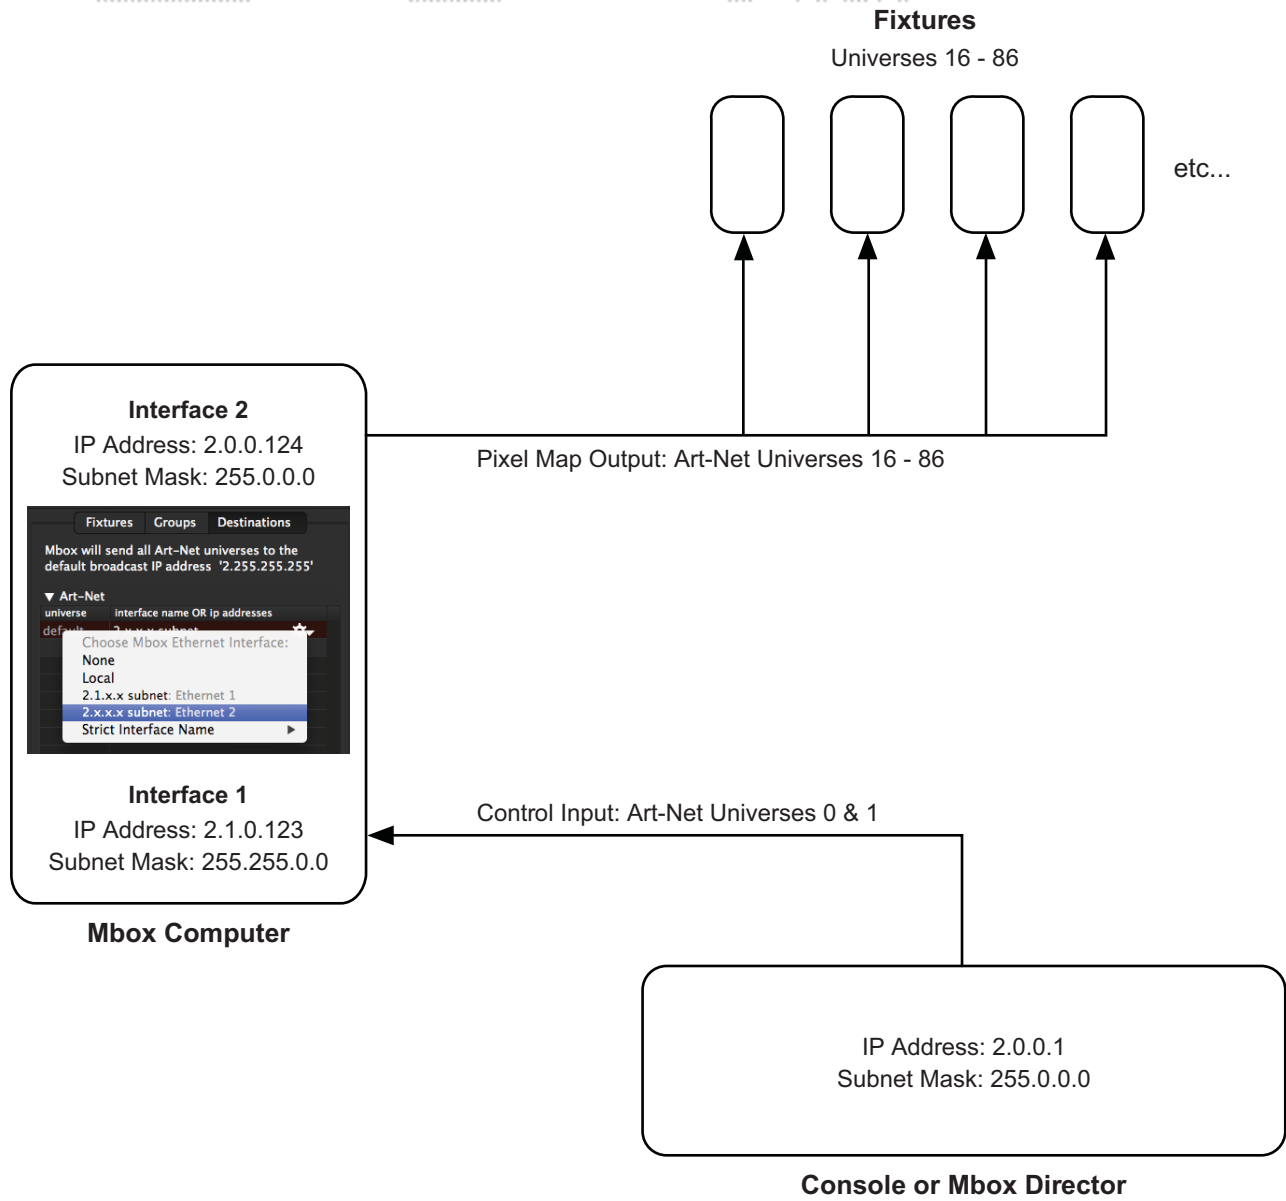 Fixtures
Universes 16 - 86
etc...
Interface 2
IP Address: 2.0.0.124
Subnet Mask: 255.0.0.0
Pixel Map Output: Art-Net Universes 16 - 86
Fixtures Groups Destinations
Mbox will send all Art-Net universes to the
default broadcast IP address '2.255.255.255'
▼ Art-Net
universe interface name OR ip addresses
default 2.x.x.x subnet
Choose Mbox Ethernet Interface:
None
Local
2.1.x.x subnet: Ethernet 1
2.x.x.x subnet: Ethernet 2
Strict Interface Name ▶
Interface 1
IP Address: 2.1.0.123
Subnet Mask: 255.255.0.0
Control Input: Art-Net Universes 0 & 1
Mbox Computer
IP Address: 2.0.0.1
Subnet Mask: 255.0.0.0
Console or Mbox Director